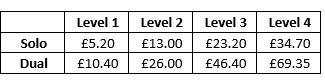 Level 1 Level 2 Level 3 Level 4
Solo £5.20 £13.00 £23.20 £34.70
Dual £10.40 £26.00 £46.40 £69.35